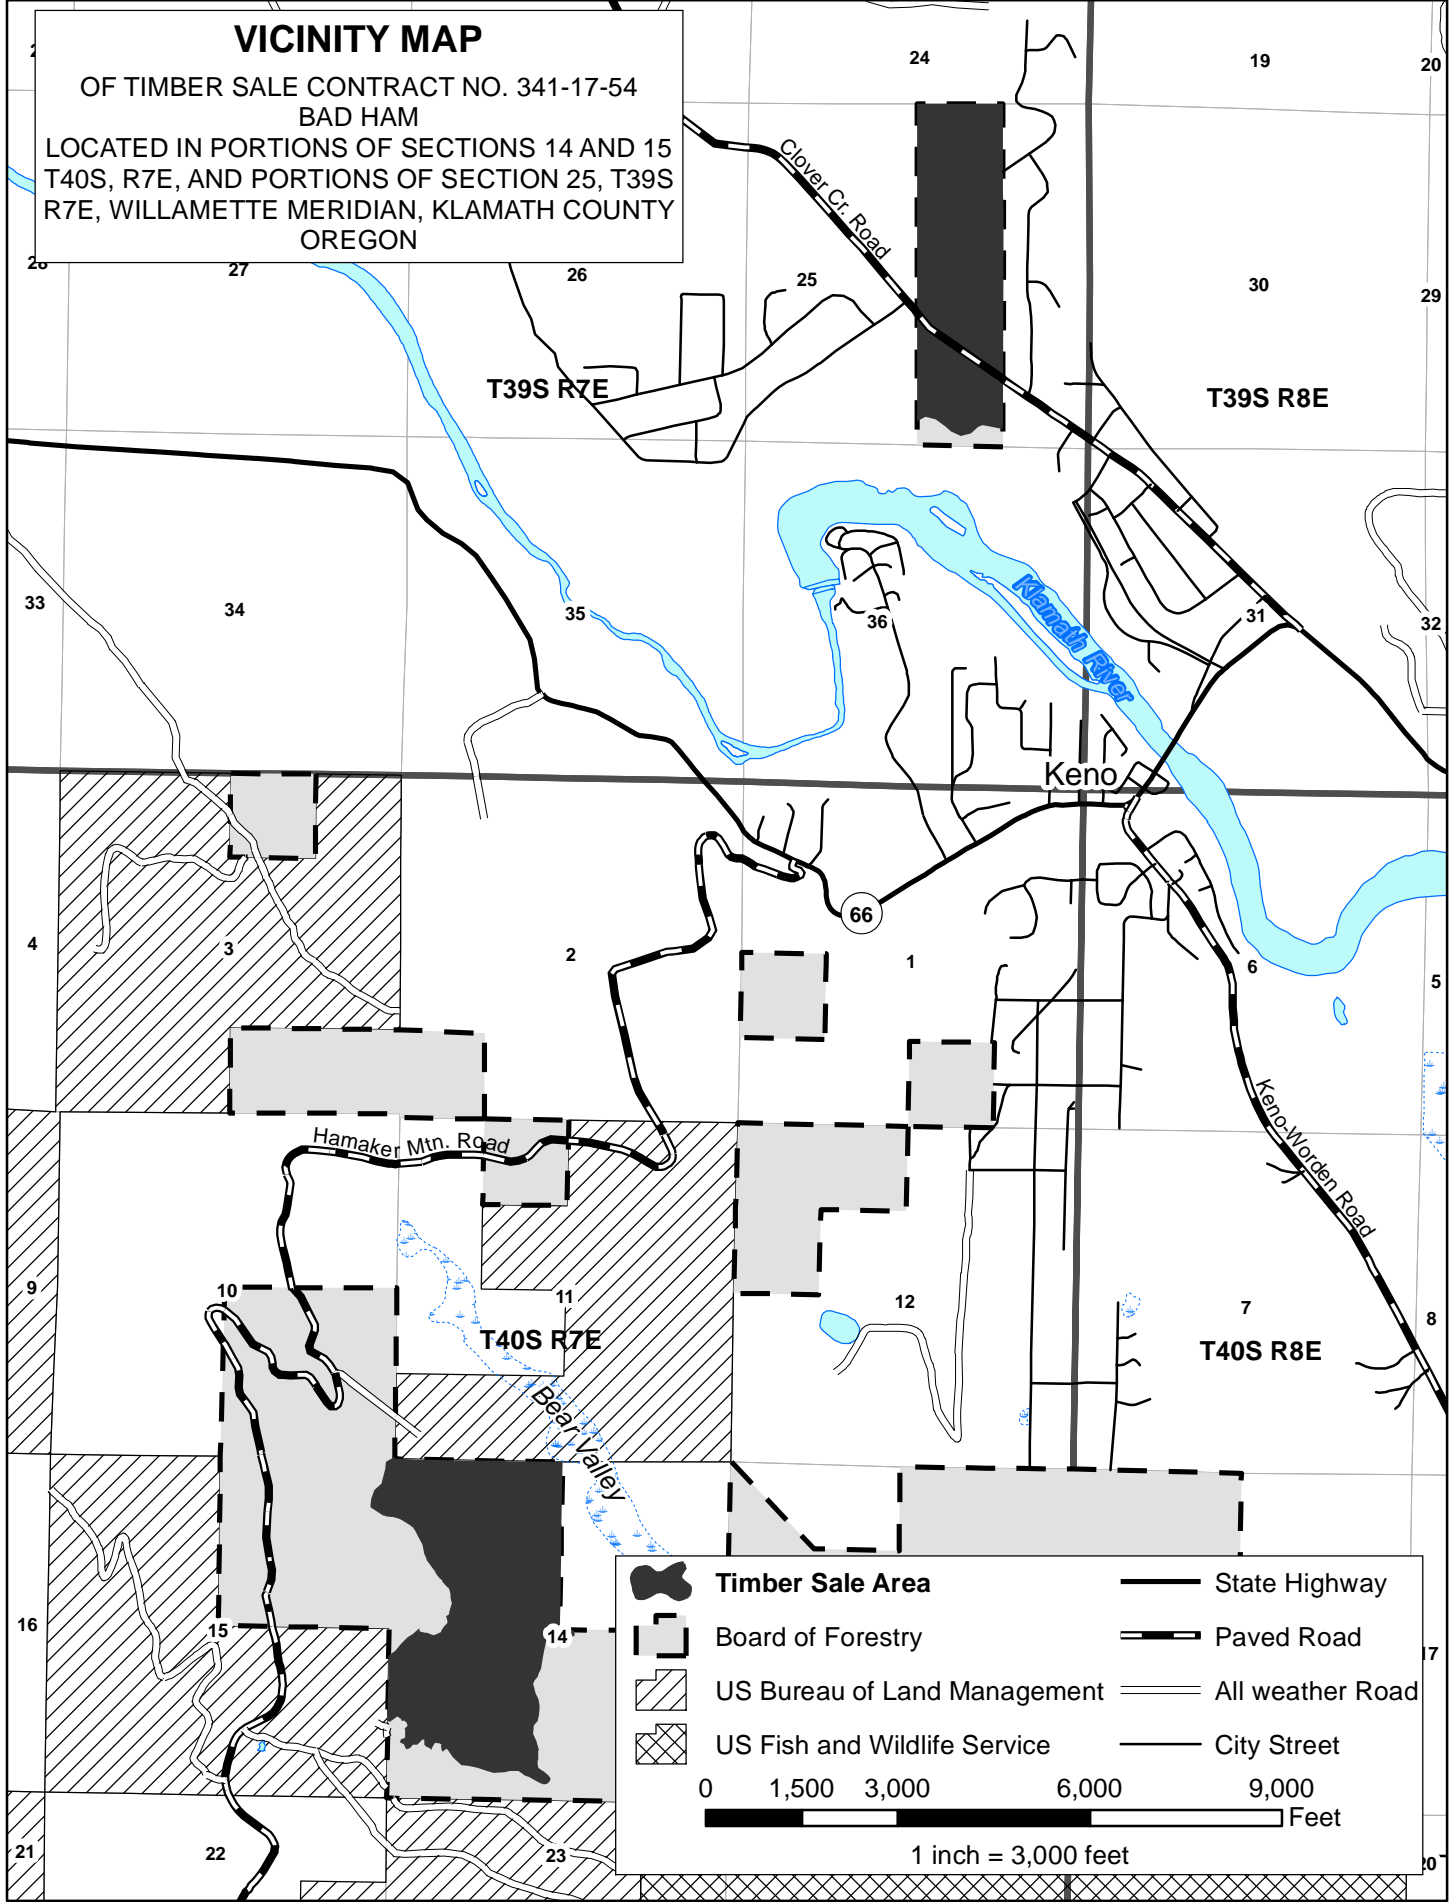 VICINITY MAP
OF TIMBER SALE CONTRACT NO. 341-17-54
BAD HAM
LOCATED IN PORTIONS OF SECTIONS 14 AND 15
T40S, R7E, AND PORTIONS OF SECTION 25, T39S
R7E, WILLAMETTE MERIDIAN, KLAMATH COUNTY
OREGON
24
19
20
Clover Cr. Road
28
27
26
25
30
29
T39S R7E
T39S R8E
33
34
35
36
31
32
Klamath River
Keno
66
4
3
2
1
6
5
Hamaker Mtn. Road
Keno-Worden Road
9
10
11
12
7
8
T40S R7E
T40S R8E
Bear Valley
16
15
14
17
21
22
23
20
Timber Sale Area
Board of Forestry
US Bureau of Land Management
US Fish and Wildlife Service
State Highway
Paved Road
All weather Road
City Street
0 1,500 3,000 6,000 9,000
Feet
1 inch = 3,000 feet